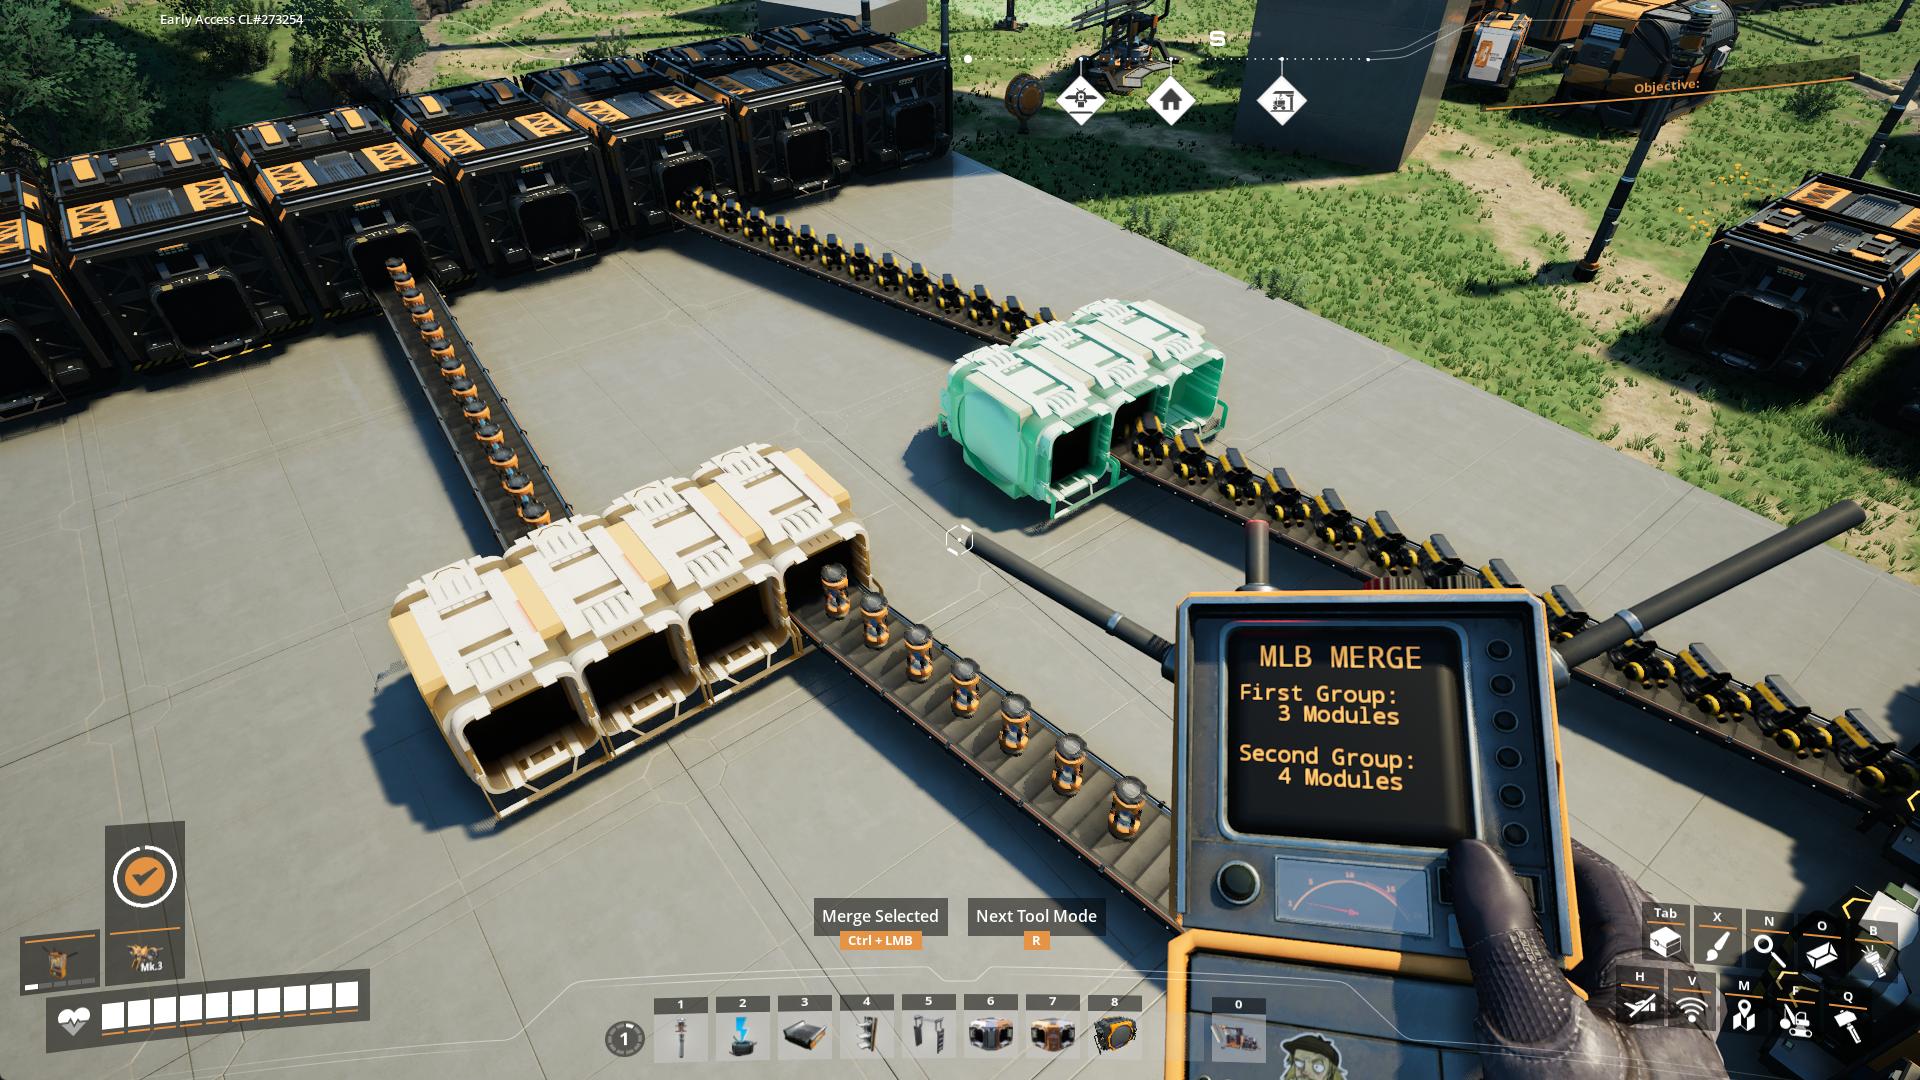 Early Access CL#273254
S
Objective:
MLB MERGE
First Group:
3 Modules
Second Group:
4 Modules
Merge Selected
Ctrl + LMB
Next Tool Mode
R
Mk.3
1
1 2 3 4 5 6 7 8 0
Tab X N O B
H V M F Q